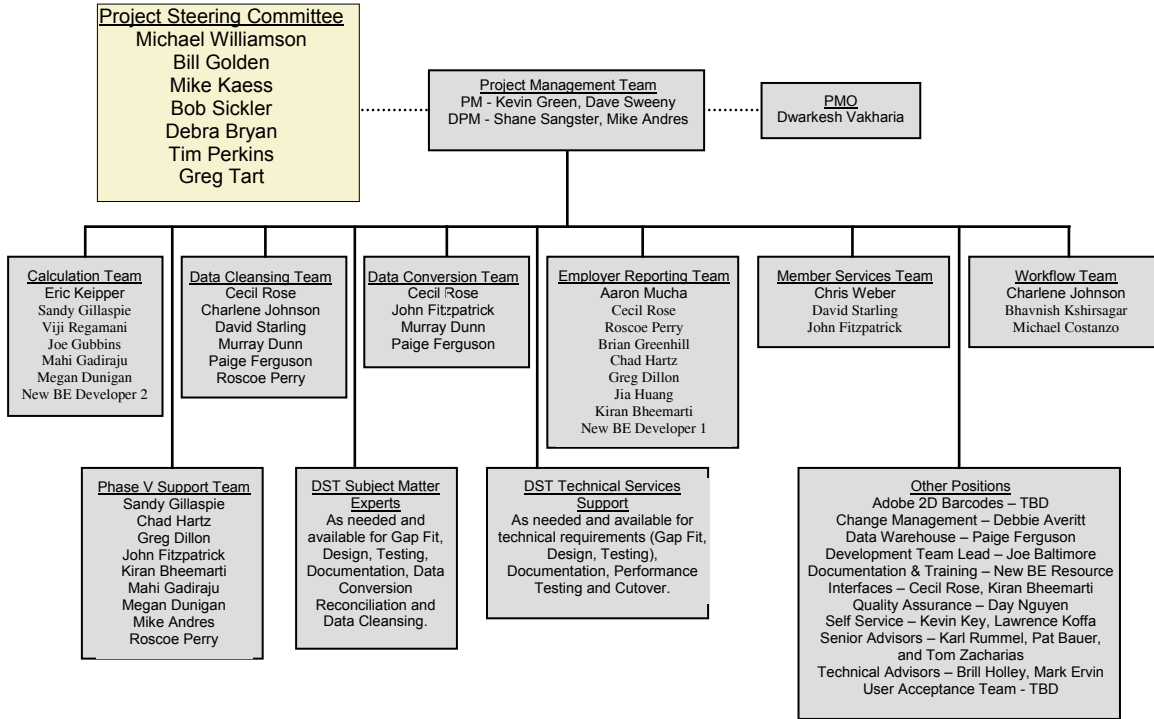 Project Steering Committee
Michael Williamson
Bill Golden
Mike Kaess
Bob Sickler
Debra Bryan
Tim Perkins
Greg Tart
Project Management Team
PM - Kevin Green, Dave Sweeny
DPM - Shane Sangster, Mike Andres
PMO
Dwarkesh Vakharia
Calculation Team
Eric Keipper
Sandy Gillaspie
Viji Regamani
Joe Gubbins
Mahi Gadiraju
Megan Dunigan
New BE Developer 2
Data Cleansing Team
Cecil Rose
Charlene Johnson
David Starling
Murray Dunn
Paige Ferguson
Roscoe Perry
Data Conversion Team
Cecil Rose
John Fitzpatrick
Murray Dunn
Paige Ferguson
Employer Reporting Team
Aaron Mucha
Cecil Rose
Roscoe Perry
Brian Greenhill
Chad Hartz
Greg Dillon
Jia Huang
Kiran Bheemarti
New BE Developer 1
Member Services Team
Chris Weber
David Starling
John Fitzpatrick
Workflow Team
Charlene Johnson
Bhavnish Kshirsagar
Michael Costanzo
Phase V Support Team
Sandy Gillaspie
Chad Hartz
Greg Dillon
John Fitzpatrick
Kiran Bheemarti
Mahi Gadiraju
Megan Dunigan
Mike Andres
Roscoe Perry
DST Subject Matter
Experts
As needed and
available for Gap Fit,
Design, Testing,
Documentation, Data
Conversion
Reconciliation and
Data Cleansing.
DST Technical Services
Support
As needed and available for
technical requirements (Gap Fit,
Design, Testing),
Documentation, Performance
Testing and Cutover.
Other Positions
Adobe 2D Barcodes – TBD
Change Management – Debbie Averitt
Data Warehouse – Paige Ferguson
Development Team Lead – Joe Baltimore
Documentation & Training – New BE Resource
Interfaces – Cecil Rose, Kiran Bheemarti
Quality Assurance – Day Nguyen
Self Service – Kevin Key, Lawrence Koffa
Senior Advisors – Karl Rummel, Pat Bauer,
and Tom Zacharias
Technical Advisors – Brill Holley, Mark Ervin
User Acceptance Team - TBD